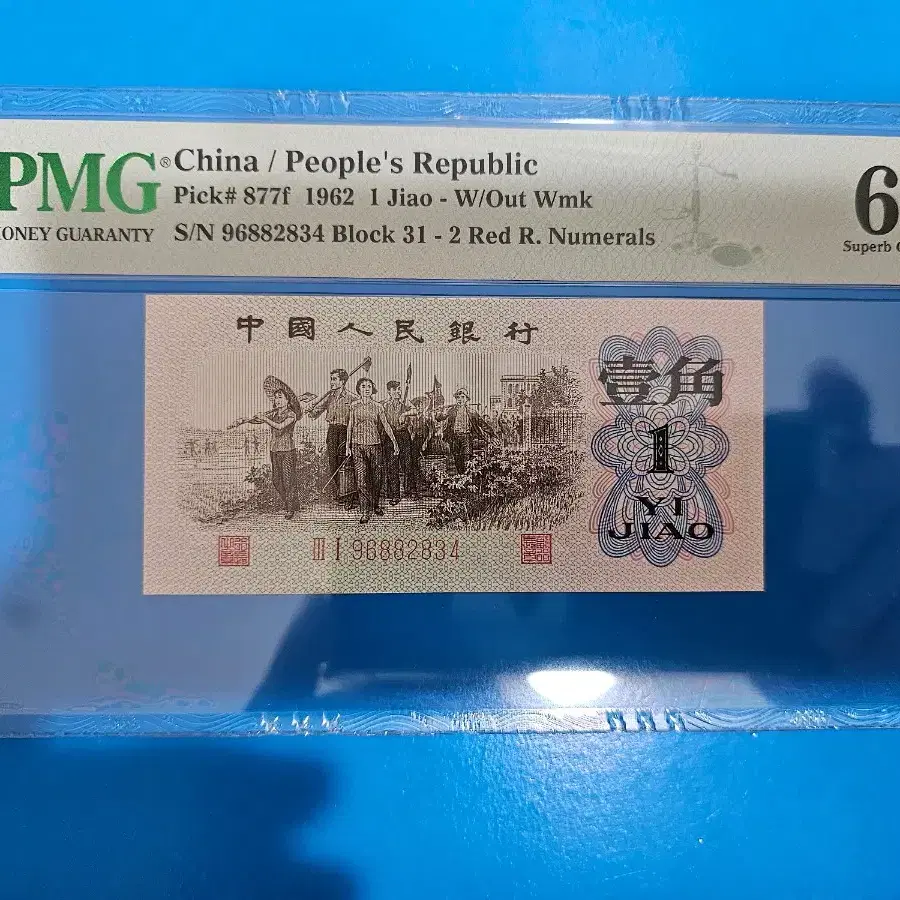 PMG®
MONEY GUARANTY
China / People's Republic
Pick# 877f 1962 1 Jiao - W/Out Wmk
S/N 96882834 Block 31 - 2 Red R. Numerals
6
Superb
中國人民銀行
壹角
1
YI
JIAO
III I 96882834